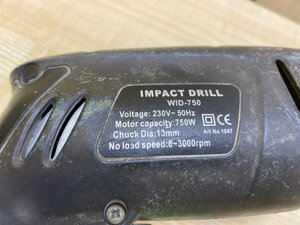 IMPACT DRILL
WID-750
Voltage: 230V~ 50Hz
Motor capacity:750W
Chuck Dia:13mm
No load speed:0-3000rpm
CE
Art.No 1047